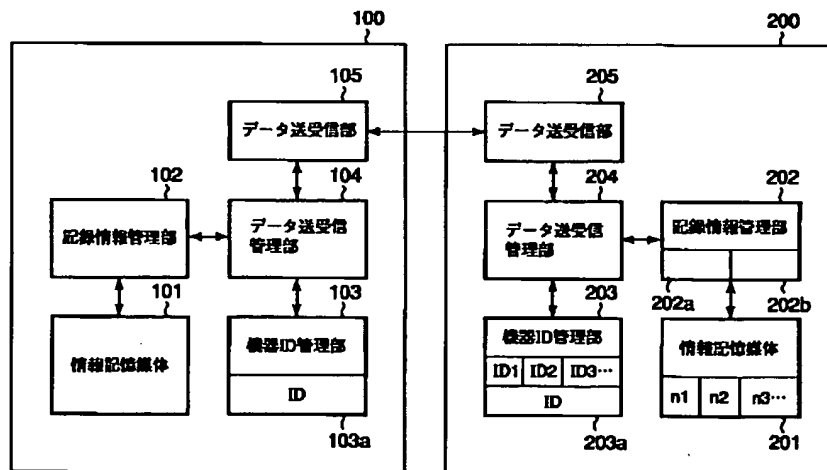 100
200
105
データ送受信部
205
データ送受信部
102
記録情報管理部
104
データ送受信
管理部
204
データ送受信
管理部
202
記録情報管理部
202a
202b
101
情報記憶媒体
103
機器ID管理部
ID
103a
203
機器ID管理部
ID1 ID2 ID3…
ID
203a
情報記憶媒体
n1 n2 n3…
201